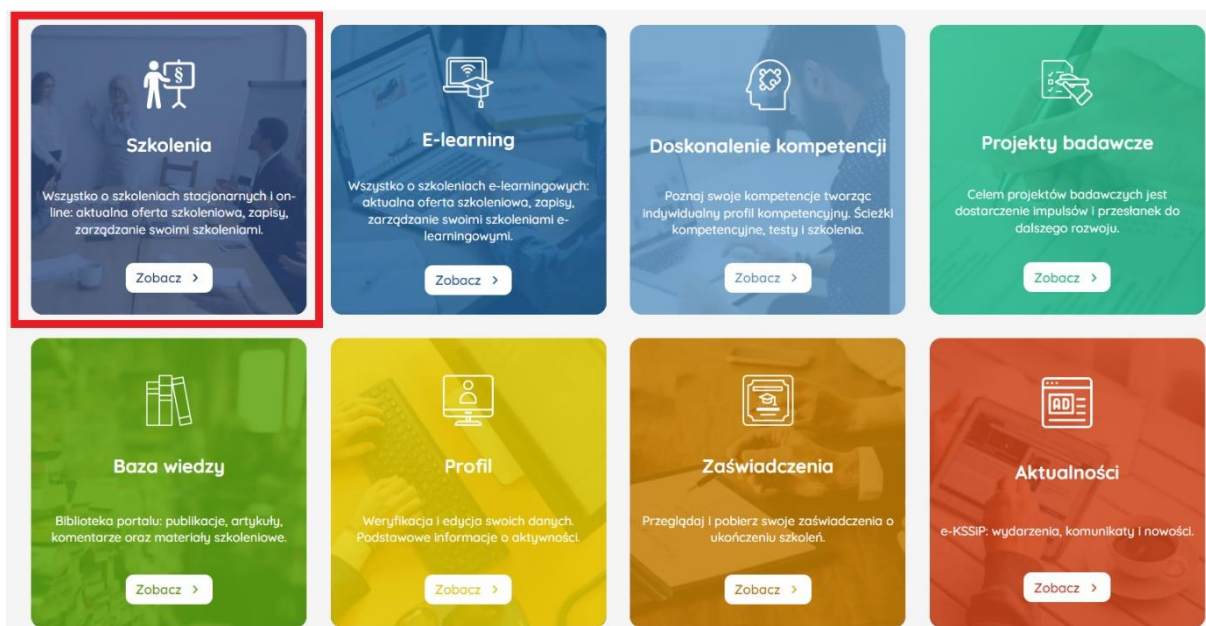 §
Szkolenia
Wszystko o szkoleniach stacjonarnych i on-
line: aktualna oferta szkoleniowa, zapisy,
zarządzanie swoimi szkoleniami.
Zobacz >
E-learning
Wszystko o szkoleniach e-learningowych:
aktualna oferta szkoleniowa, zapisy,
zarządzanie swoimi szkoleniami e-
learningowymi.
Zobacz >
Doskonalenie kompetencji
Poznaj swoje kompetencje tworząc
indywidualny profil kompetencyjny. Ścieżki
kompetencyjne, testy i szkolenia.
Zobacz >
Projekty badawcze
Celem projektów badawczych jest
dostarczenie impulsów i przesłanek do
dalszego rozwoju.
Zobacz >
Baza wiedzy
Biblioteka portalu: publikacje, artykuły,
komentarze oraz materiały szkoleniowe.
Zobacz >
Profil
Weryfikacja i edycja swoich danych.
Podstawowe informacje o aktywności.
Zobacz >
Zaświadczenia
Przeglądaj i pobierz swoje zaświadczenia o
ukończeniu szkoleń.
Zobacz >
AD
Aktualności
e-KSSiP: wydarzenia, komunikaty i nowości.
Zobacz >